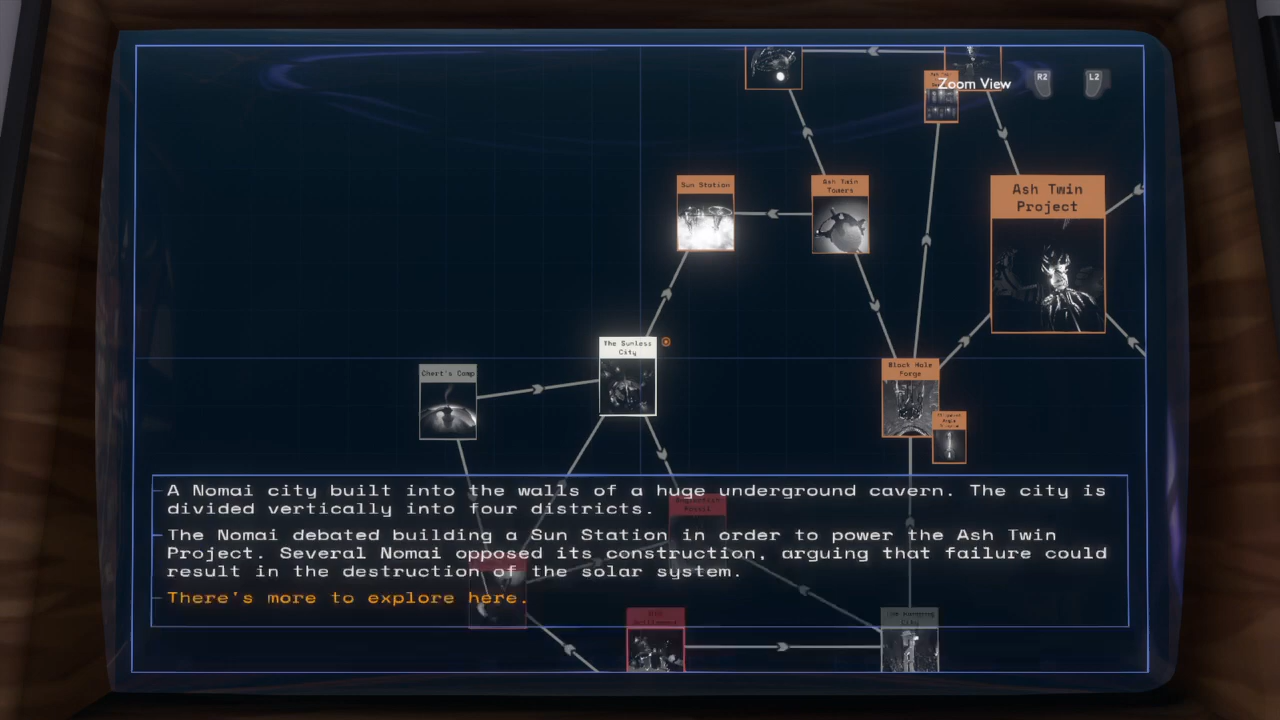 Zoom View
R2
L2
Sun Station
Ash Twin
Towers
Ash Twin
Project
The Sunless
City
Chert's Camp
Black Hole
Forge
A Nomai city built into the walls of a huge underground cavern. The city is
divided vertically into four districts.
The Nomai debated building a Sun Station in order to power the Ash Twin
Project. Several Nomai opposed its construction, arguing that failure could
result in the destruction of the solar system.
There's more to explore here.
City